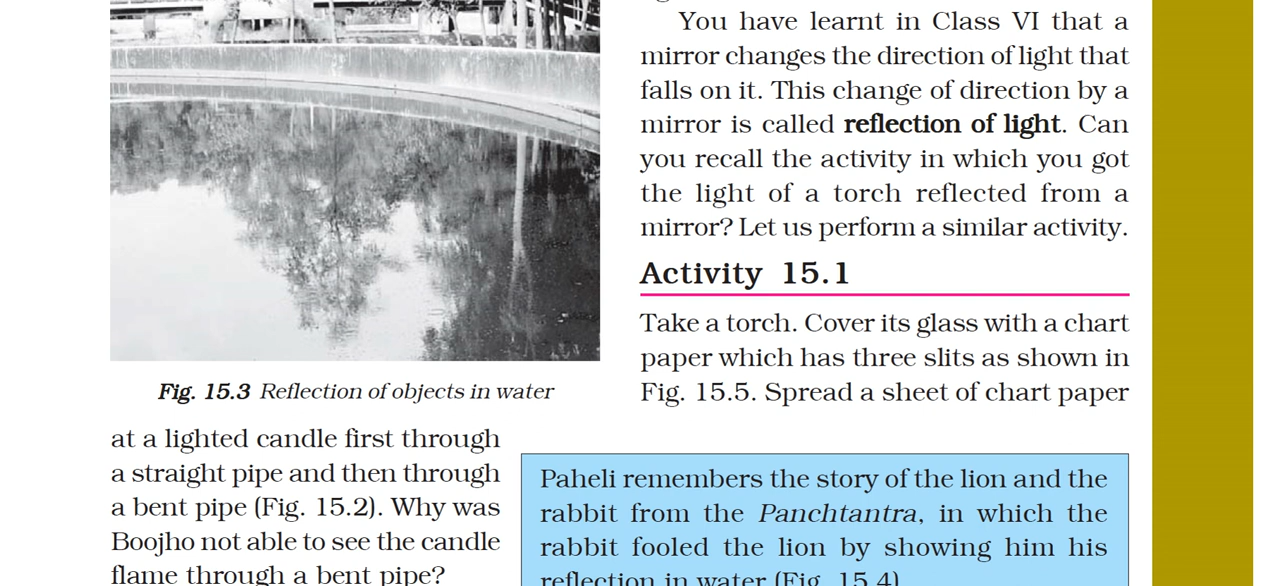 You have learnt in Class VI that a
mirror changes the direction of light that
falls on it. This change of direction by a
mirror is called reflection of light. Can
you recall the activity in which you got
the light of a torch reflected from a
mirror? Let us perform a similar activity.
Activity 15.1
Take a torch. Cover its glass with a chart
paper which has three slits as shown in
Fig. 15.5. Spread a sheet of chart paper
Fig. 15.3 Reflection of objects in water
at a lighted candle first through
a straight pipe and then through
a bent pipe (Fig. 15.2). Why was
Boojho not able to see the candle
flame through a bent pipe?
Paheli remembers the story of the lion and the
rabbit from the Panchtantra, in which the
rabbit fooled the lion by showing him his
reflection in water (Fig. 15.4)